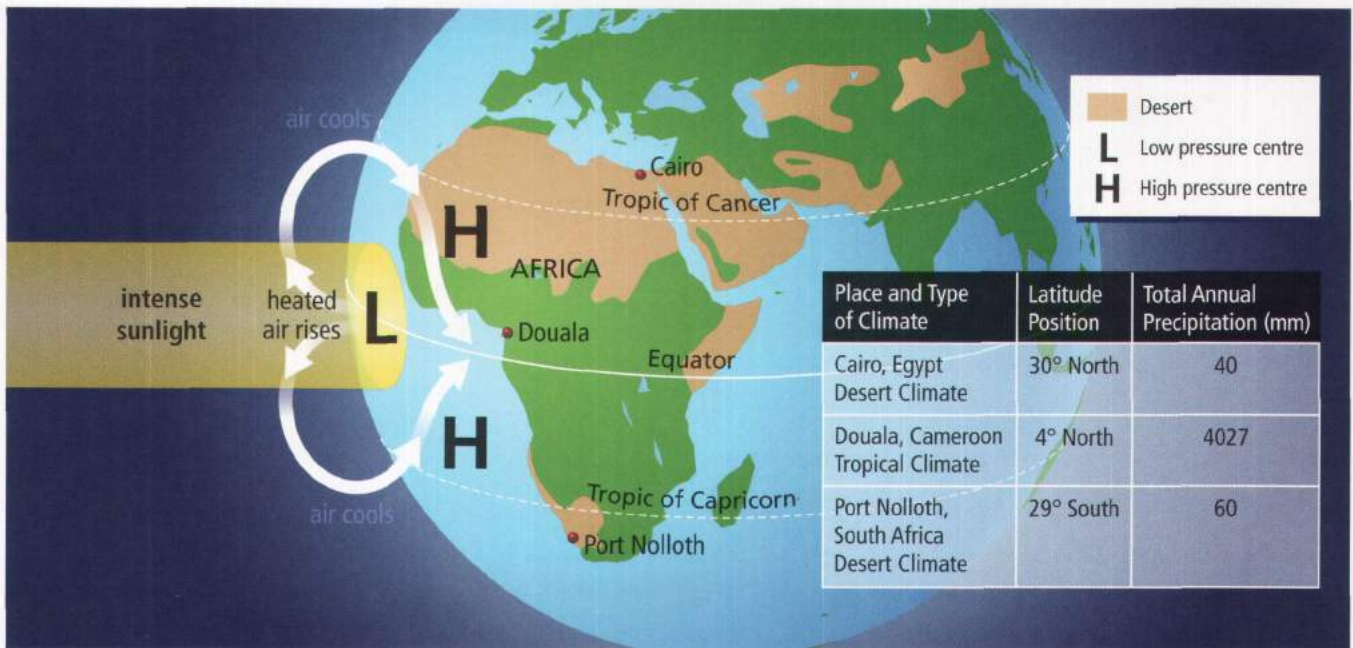 air cools
Cairo
Tropic of Cancer
H
AFRICA
intense
sunlight
heated
air rises
L
Douala
Equator
H
Tropic of Capricorn
air cools
Port Nolloth
Desert
L Low pressure centre
H High pressure centre
Place and Type
of Climate
Latitude
Position
Total Annual
Precipitation (mm)
Cairo, Egypt
Desert Climate
30° North
40
Douala, Cameroon
Tropical Climate
4° North
4027
Port Nolloth,
South Africa
Desert Climate
29° South
60